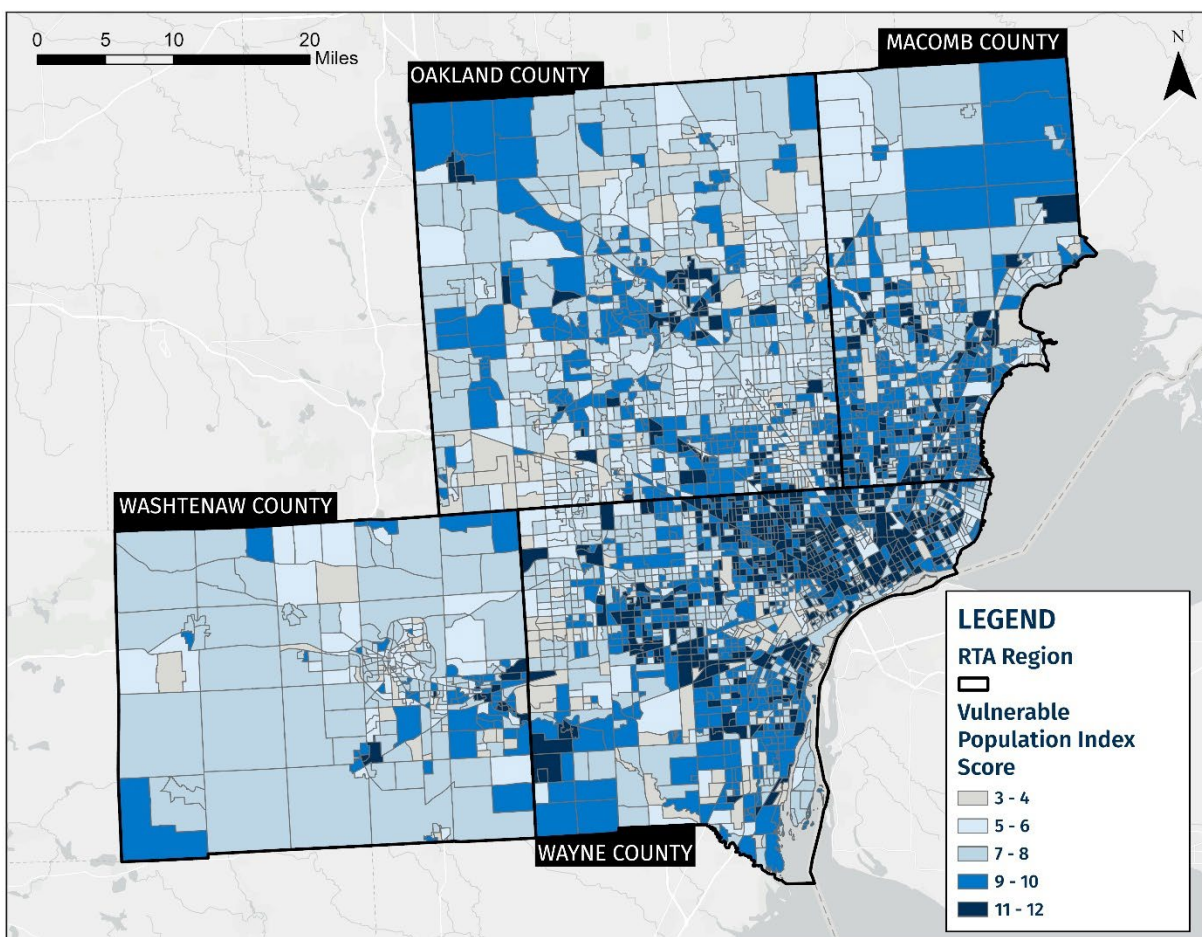 0 5 10 20
Miles
MACOMB COUNTY
N
OAKLAND COUNTY
WASHTENAW COUNTY
WAYNE COUNTY
LEGEND
RTA Region
Vulnerable
Population Index
Score
3 - 4
5 - 6
7 - 8
9 - 10
11 - 12